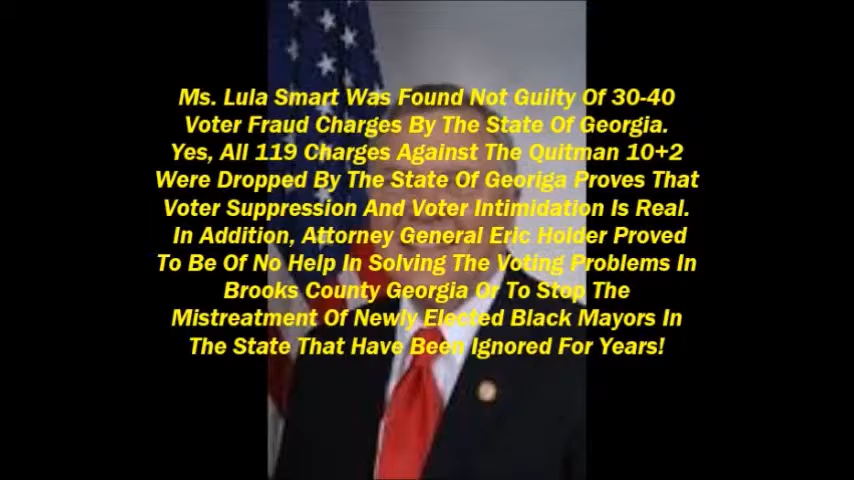 Ms. Lula Smart Was Found Not Guilty Of 30-40
Voter Fraud Charges By The State Of Georgia.
Yes, All 119 Charges Against The Quitman 10+2
Were Dropped By The State Of Georiga Proves That
Voter Suppression And Voter Intimidation Is Real.
In Addition, Attorney General Eric Holder Proved
To Be Of No Help In Solving The Voting Problems In
Brooks County Georgia Or To Stop The
Mistreatment Of Newly Elected Black Mayors In
The State That Have Been Ignored For Years!